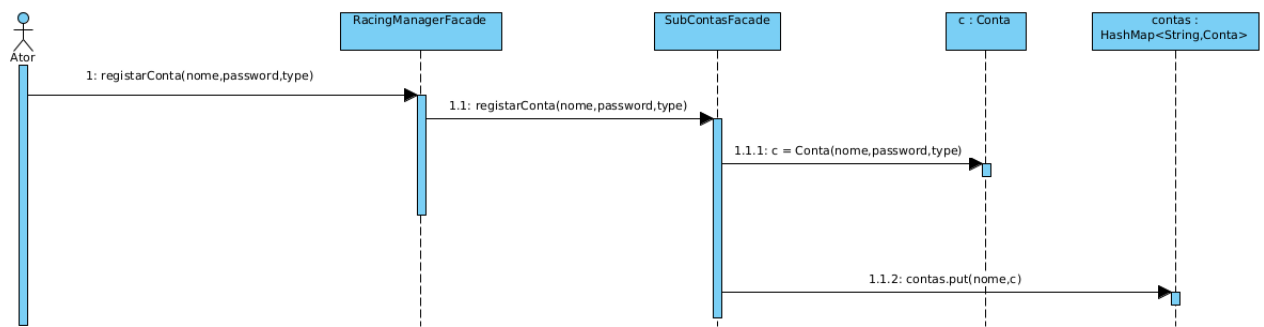 RacingManagerFacade
SubContasFacade
c : Conta
contas :
HashMap<String,Conta>
Ator
1: registarConta(nome,password,type)
1.1: registarConta(nome,password,type)
1.1.1: c = Conta(nome,password,type)
1.1.2: contas.put(nome,c)